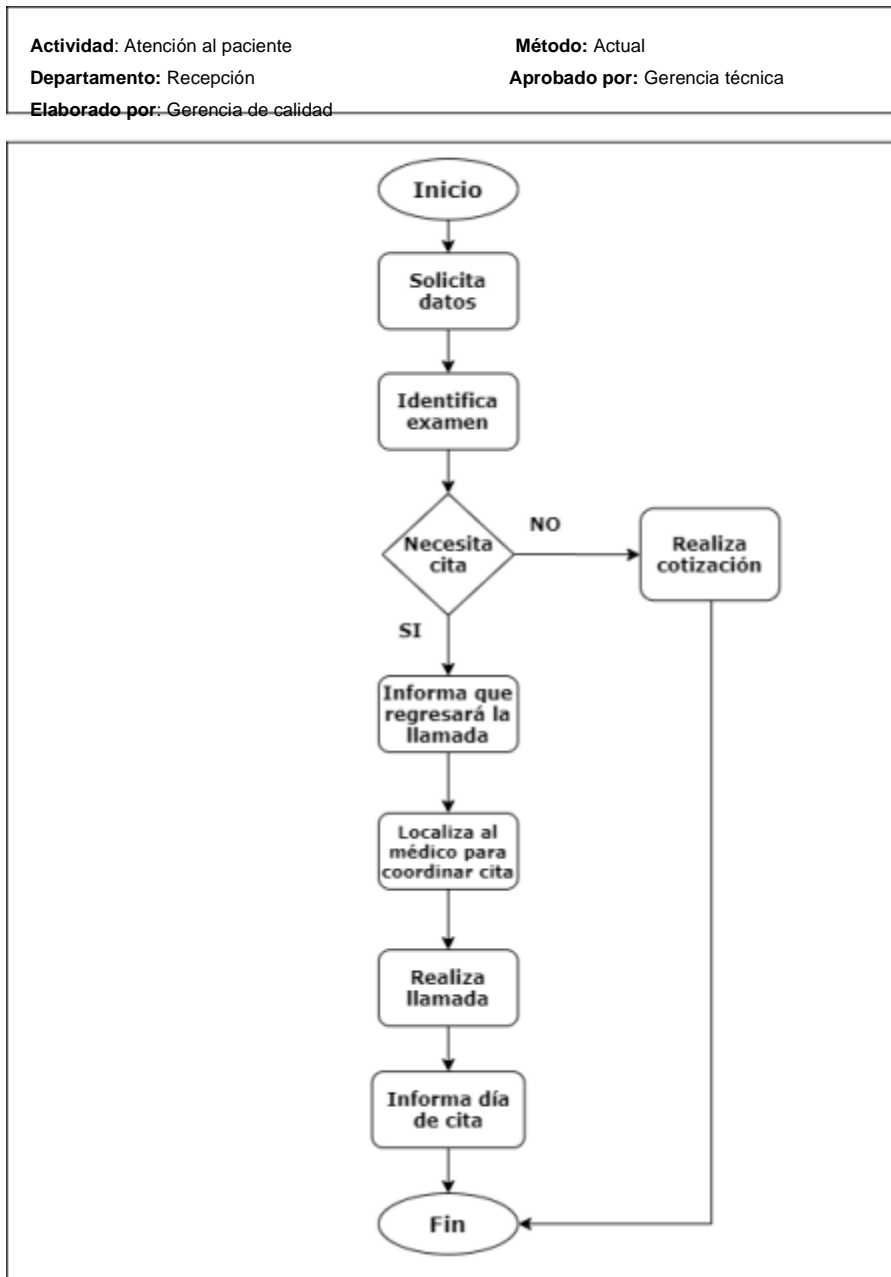 Actividad: Atención al paciente
Método: Actual
Departamento: Recepción
Aprobado por: Gerencia técnica
Elaborado por: Gerencia de calidad
Inicio
Solicita
datos
Identifica
examen
Necesita
cita
NO
Realiza
cotización
SI
Informa que
regresará la
llamada
Localiza al
médico para
coordinar cita
Realiza
llamada
Informa día
de cita
Fin